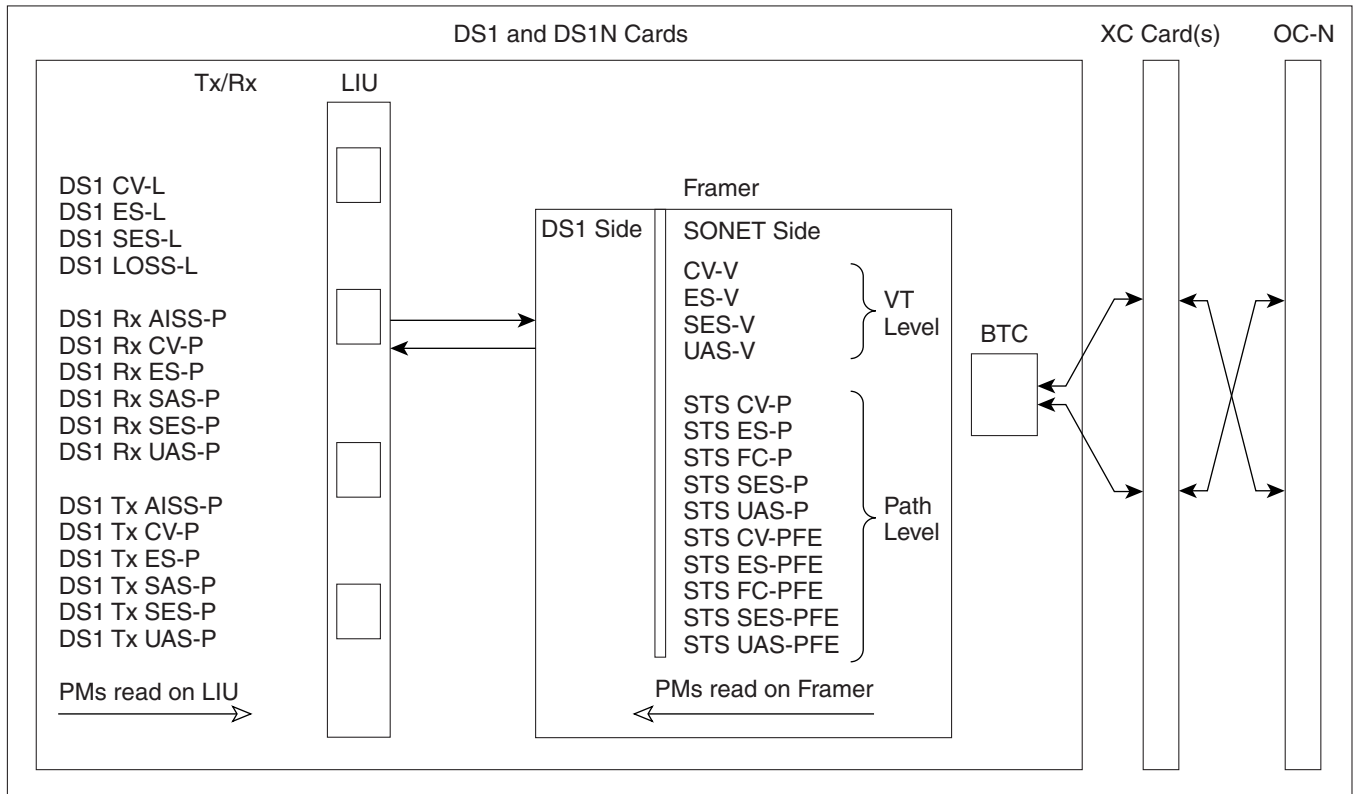 DS1 and DS1N Cards
XC Card(s)
OC-N
Tx/Rx
LIU
DS1 CV-L
DS1 ES-L
DS1 SES-L
DS1 LOSS-L
DS1 Rx AISS-P
DS1 Rx CV-P
DS1 Rx ES-P
DS1 Rx SAS-P
DS1 Rx SES-P
DS1 Rx UAS-P
DS1 Tx AISS-P
DS1 Tx CV-P
DS1 Tx ES-P
DS1 Tx SAS-P
DS1 Tx SES-P
DS1 Tx UAS-P
PMs read on LIU
Framer
DS1 Side
SONET Side
CV-V
ES-V
SES-V
UAS-V
VT
Level
STS CV-P
STS ES-P
STS FC-P
STS SES-P
STS UAS-P
STS CV-PFE
STS ES-PFE
STS FC-PFE
STS SES-PFE
STS UAS-PFE
Path
Level
PMs read on Framer
BTC